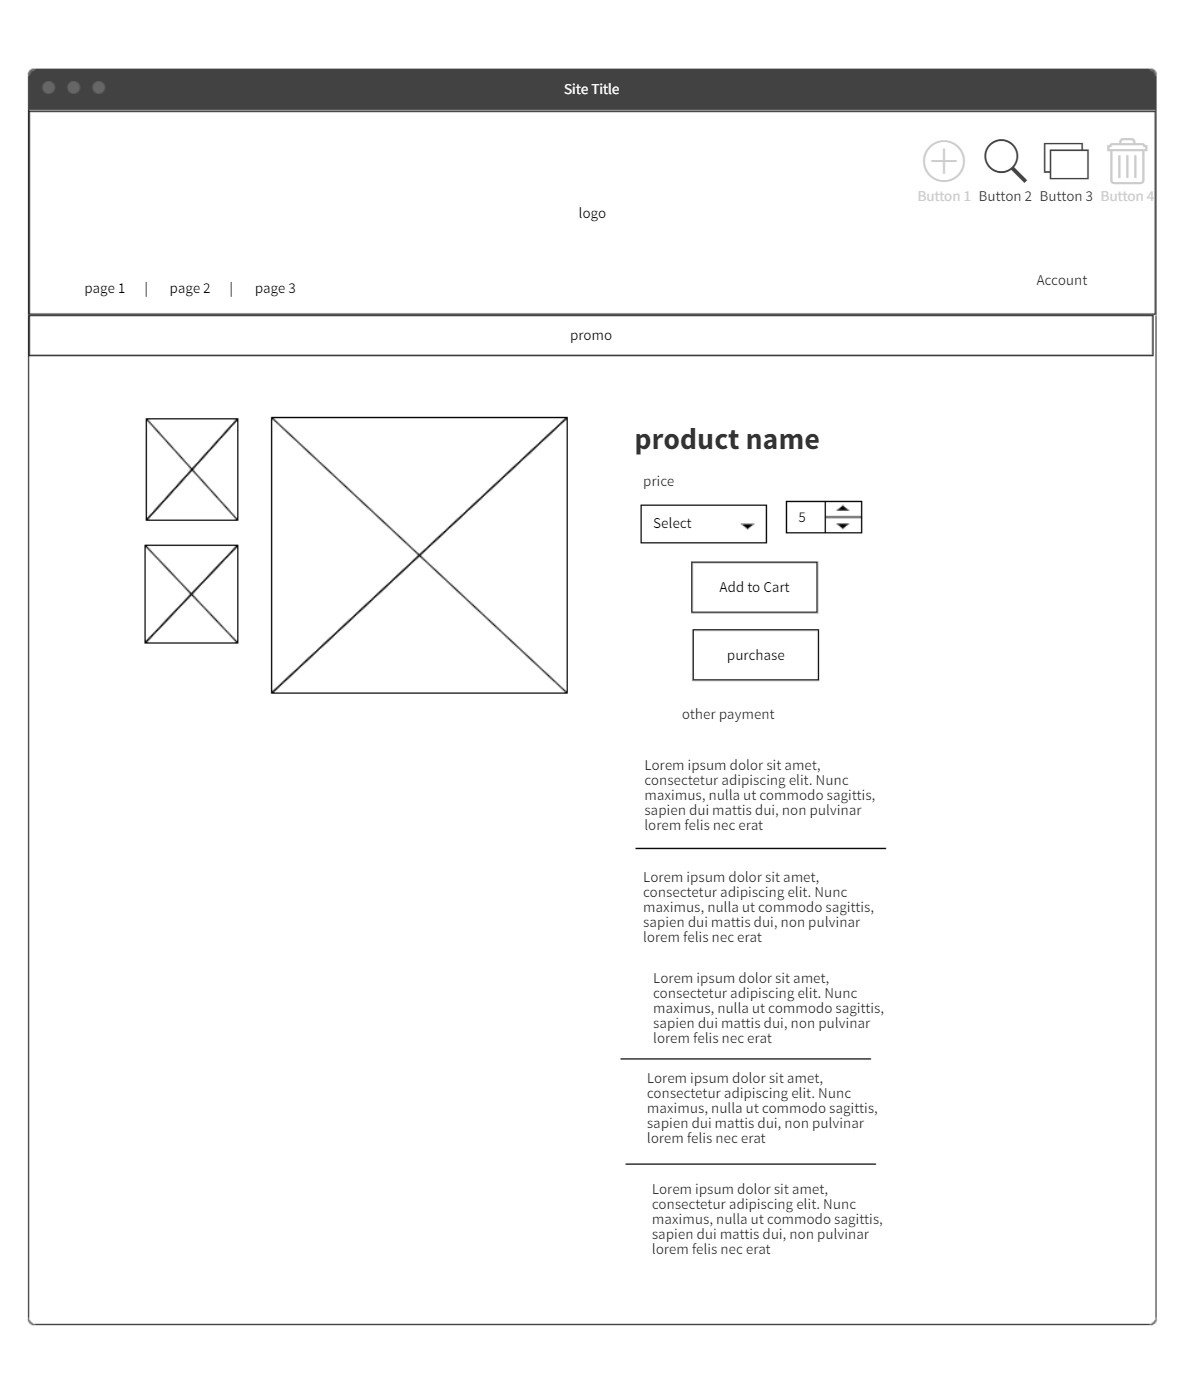 Site Title
Button 1 Button 2 Button 3 Button 4
logo
Account
page 1 | page 2 | page 3
promo
product name
price
Select 5
Add to Cart
purchase
other payment
Lorem ipsum dolor sit amet,
consectetur adipiscing elit. Nunc
maximus, nulla ut commodo sagittis,
sapien dui mattis dui, non pulvinar
lorem felis nec erat
Lorem ipsum dolor sit amet,
consectetur adipiscing elit. Nunc
maximus, nulla ut commodo sagittis,
sapien dui mattis dui, non pulvinar
lorem felis nec erat
Lorem ipsum dolor sit amet,
consectetur adipiscing elit. Nunc
maximus, nulla ut commodo sagittis,
sapien dui mattis dui, non pulvinar
lorem felis nec erat
Lorem ipsum dolor sit amet,
consectetur adipiscing elit. Nunc
maximus, nulla ut commodo sagittis,
sapien dui mattis dui, non pulvinar
lorem felis nec erat
Lorem ipsum dolor sit amet,
consectetur adipiscing elit. Nunc
maximus, nulla ut commodo sagittis,
sapien dui mattis dui, non pulvinar
lorem felis nec erat